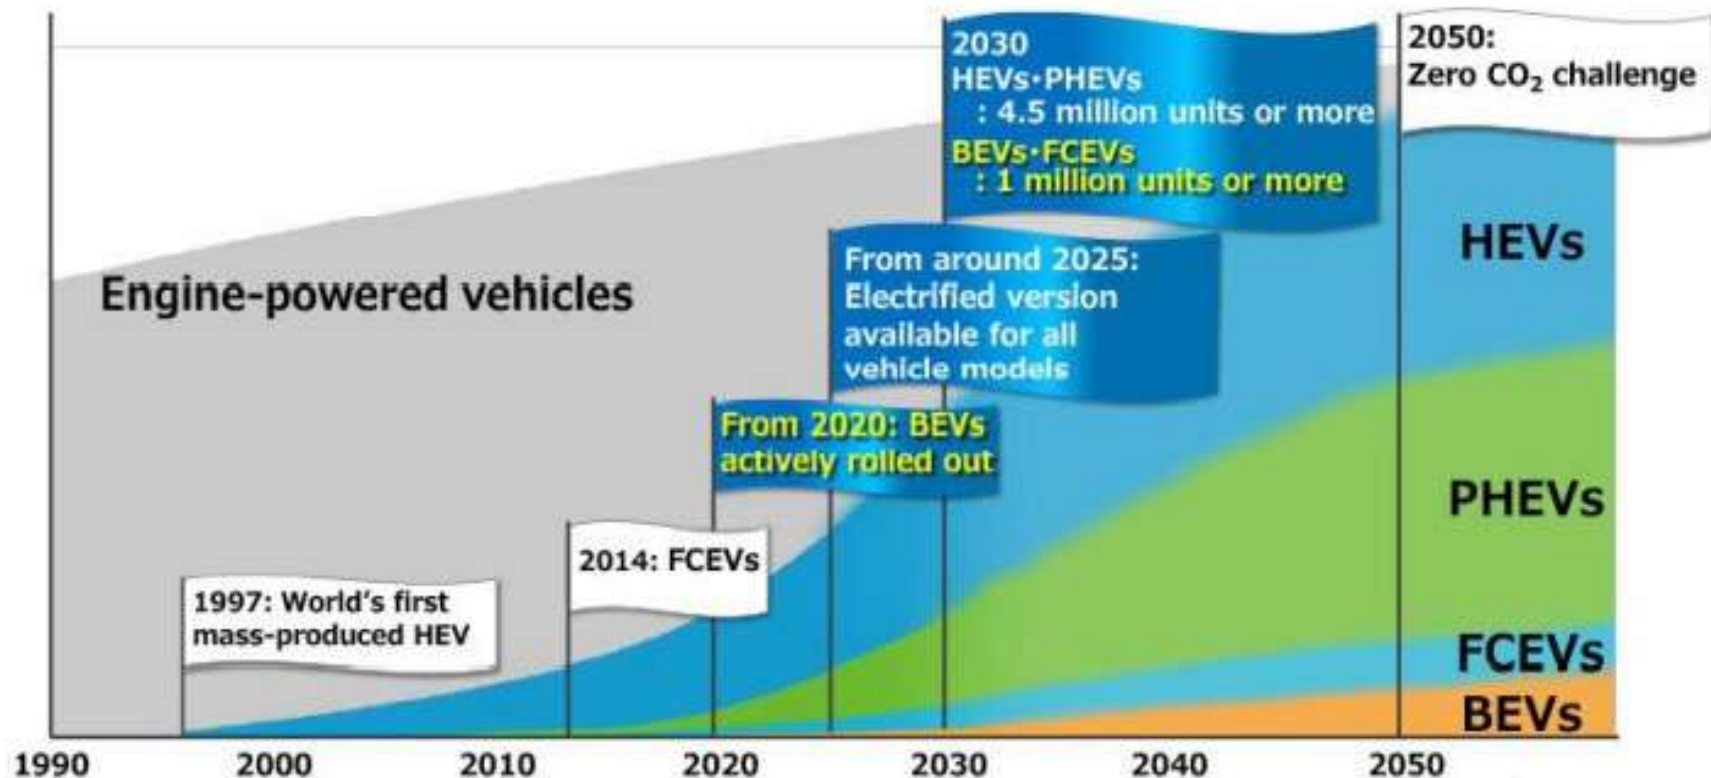 2030
HEVs･PHEVs
: 4.5 million units or more
BEVs･FCEVs
: 1 million units or more
2050:
Zero CO₂ challenge
HEVs
From around 2025:
Electrified version
available for all
vehicle models
Engine-powered vehicles
From 2020: BEVs
actively rolled out
PHEVs
2014: FCEVs
1997: World's first
mass-produced HEV
FCEVs
BEVs
1990 2000 2010 2020 2030 2040 2050